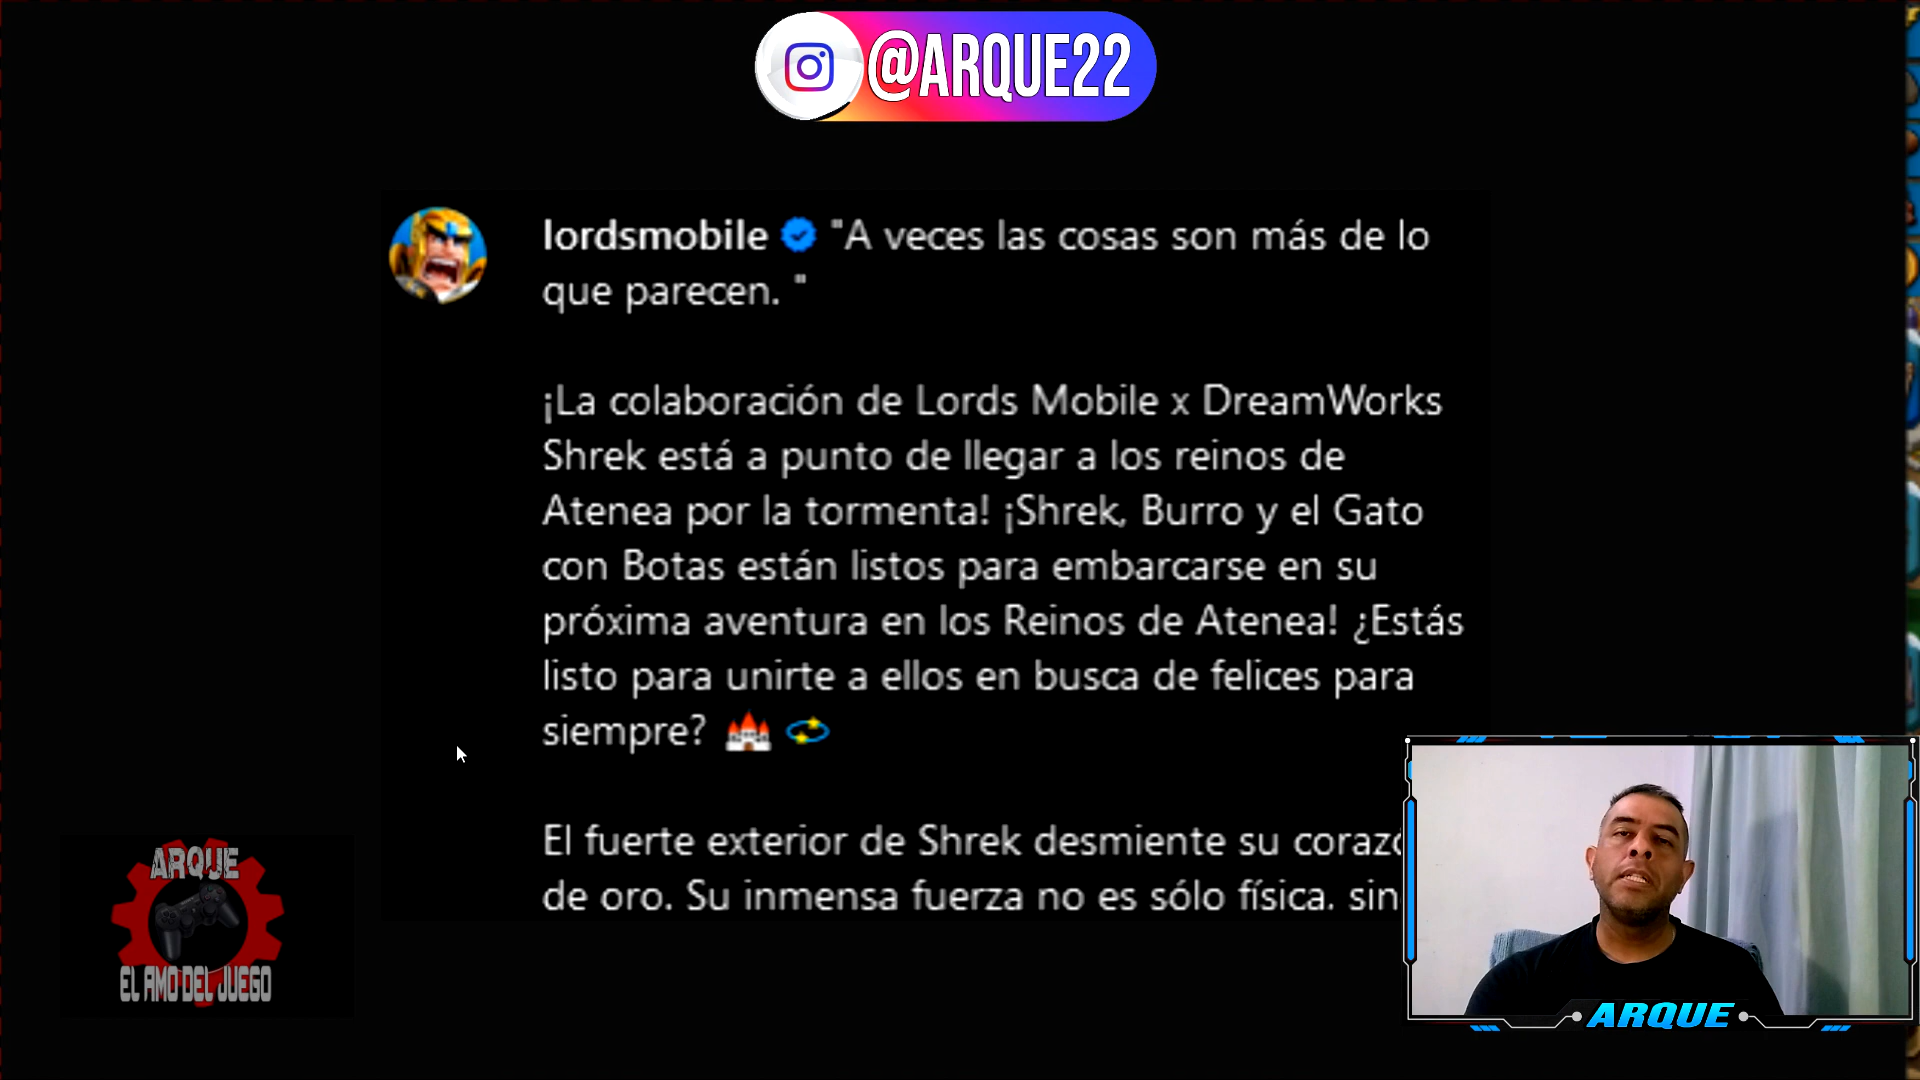 @ARQUE22
lordsmobile "A veces las cosas son más de lo
que parecen. "
¡La colaboración de Lords Mobile x DreamWorks
Shrek está a punto de llegar a los reinos de
Atenea por la tormenta! ¡Shrek, Burro y el Gato
con Botas están listos para embarcarse en su
próxima aventura en los Reinos de Atenea! ¿Estás
listo para unirte a ellos en busca de felices para
siempre?
El fuerte exterior de Shrek desmiente su corazó
de oro. Su inmensa fuerza no es sólo física. sin
ARQUE
EL AMO DEL JUEGO
ARQUE